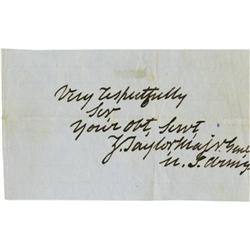 Very respectfully
Sir
Your Obt, Servt
Z. Taylor Maj. Genl
U. S. Army